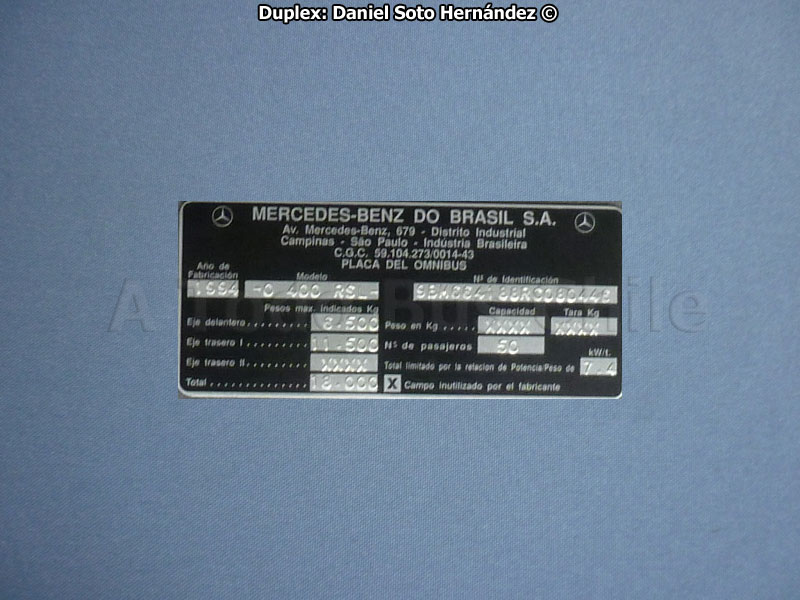 Duplex: Daniel Soto Hernández ©
MERCEDES-BENZ DO BRASIL S.A.
Av. Mercedes-Benz, 679 - Distrito Industrial
Campinas - São Paulo - Indústria Brasileira
C.G.C. 59.104.273/0014-43
PLACA DEL OMNIBUS
Año de Fabricación Modelo Nº de Identificación
1994 -O 400 RSL
Pesos max. indicados Kg Capacidad Tara Kg
Eje delantero........ 6.500 Peso en Kg.... XXXX XXXX
Eje trasero I......... 11.500 Nº de pasajeros 50
Eje trasero II........ XXXX Total limitado por la relacion de Potencia/Peso de 7.4 kW/t.
Total.............. 18.000 X Campo inutilizado por el fabricante